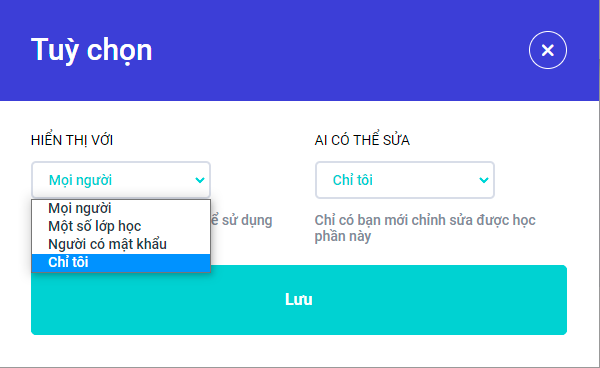 Tuỳ chọn
HIỂN THỊ VỚI
AI CÓ THỂ SỬA
Mọi người
Chỉ tôi
Mọi người
Một số lớp học
Người có mật khẩu
Chỉ tôi
sử dụng
Chỉ có bạn mới chỉnh sửa được học
phần này
Lưu